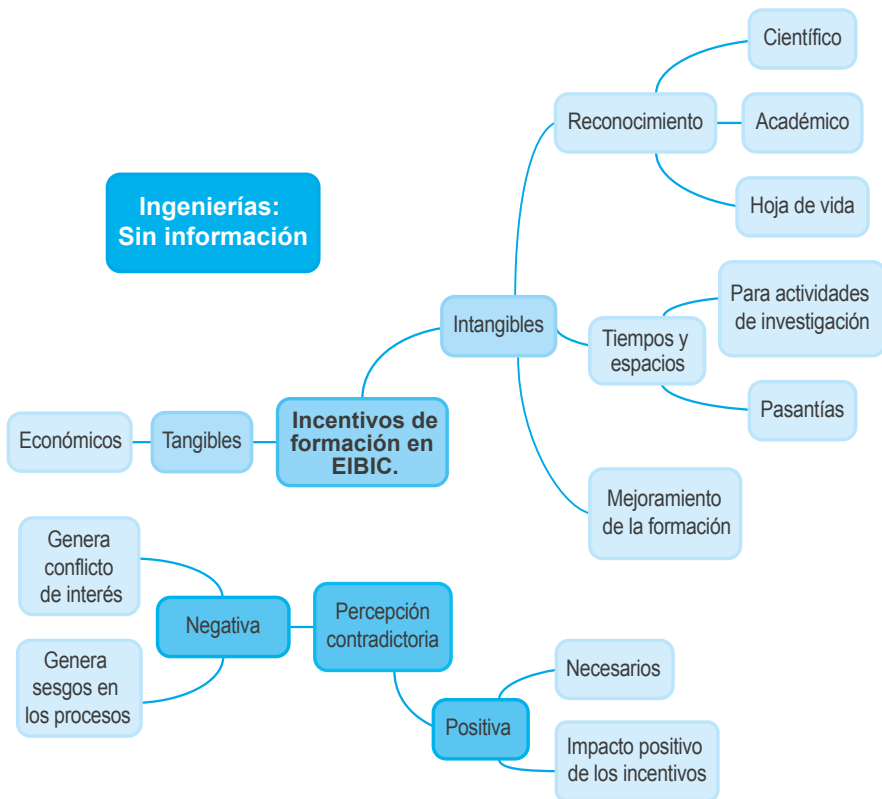 Científico
Reconocimiento
Académico
Hoja de vida
Ingenierías:
Sin información
Intangibles
Para actividades
de investigación
Tiempos y
espacios
Pasantías
Económicos
Tangibles
Incentivos de
formación en
EIBIC.
Mejoramiento
de la formación
Genera
conflicto
de interés
Negativa
Percepción
contradictoria
Genera
sesgos en
los procesos
Necesarios
Positiva
Impacto positivo
de los incentivos